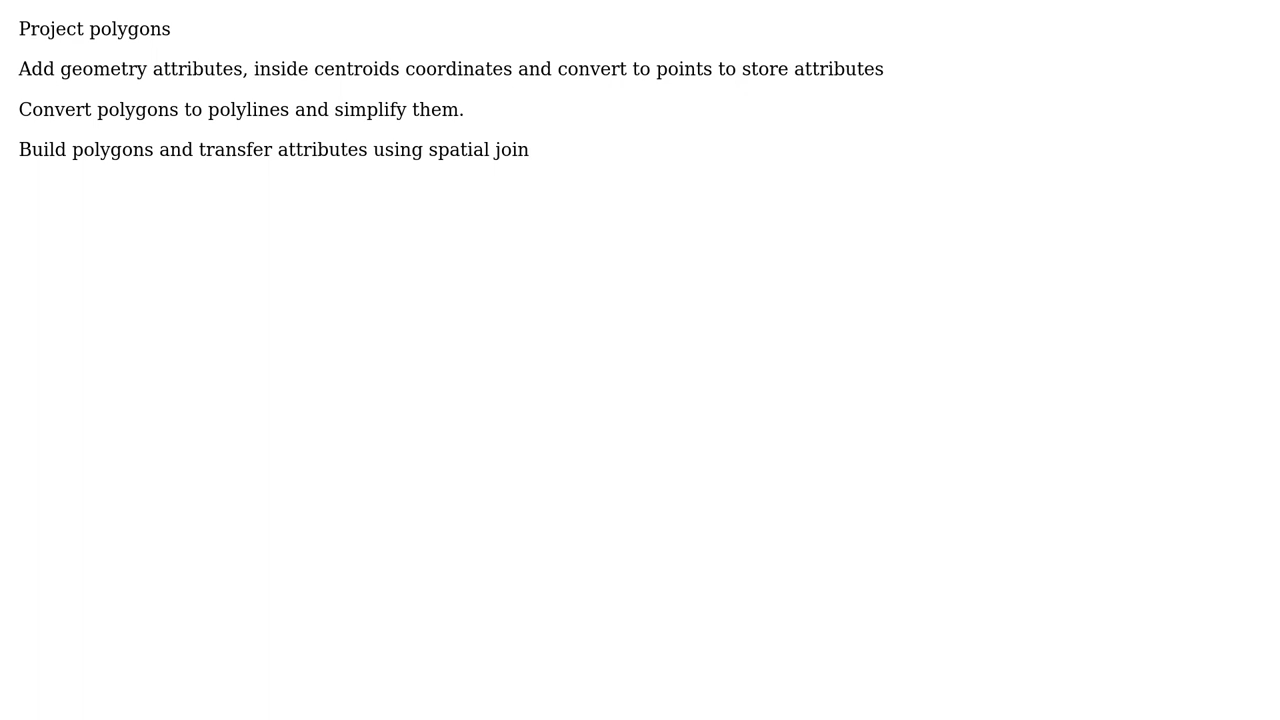 Project polygons
Add geometry attributes, inside centroids coordinates and convert to points to store attributes
Convert polygons to polylines and simplify them.
Build polygons and transfer attributes using spatial join